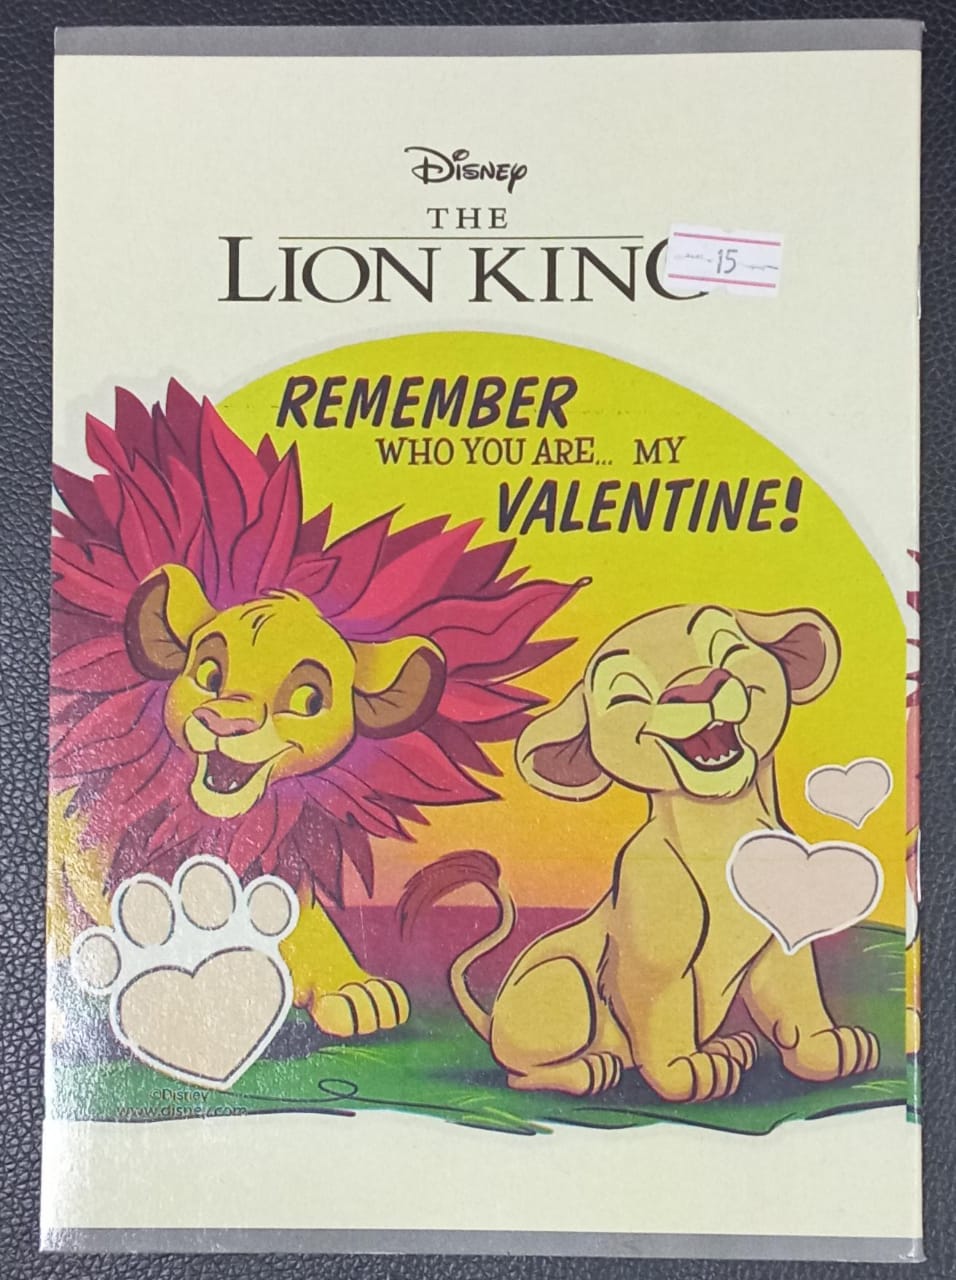 Disney
THE
LION KING
15
REMEMBER
WHO YOU ARE... MY
VALENTINE!
©Disney
www.disney.com